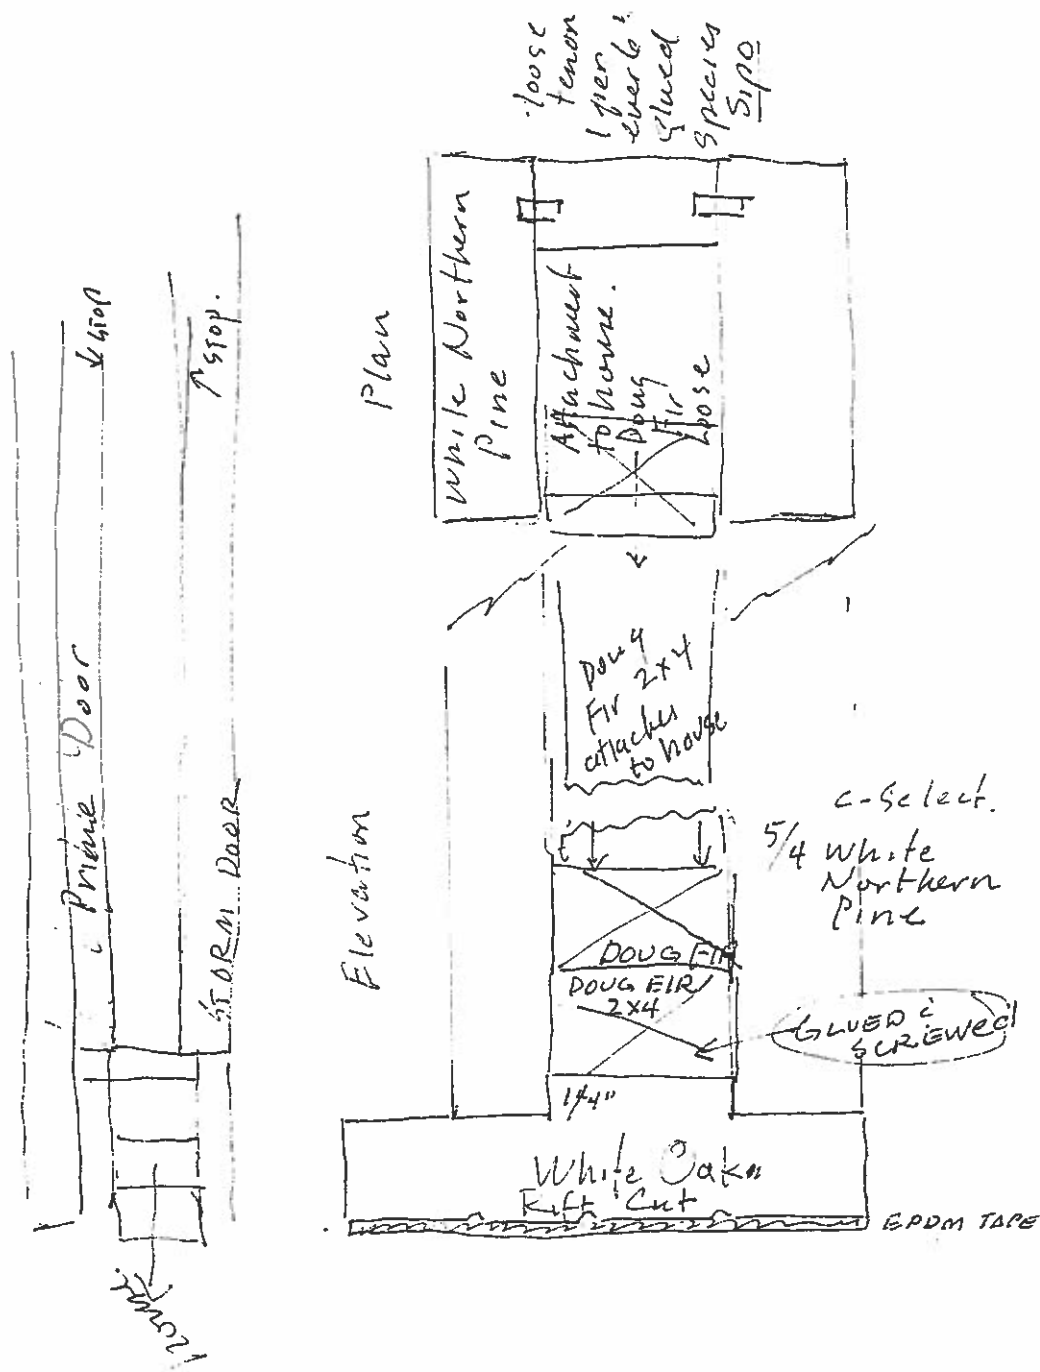 loose
tenon
1 per
every 6"
glued
Species
Sipo
White Northern
Pine
Attachment
to house.
Doug
Fir
Loose
Plan
STOP
STOP.
Prime Door
STORM DOOR
Doug
Fir 2x4
attaches
to house
Elevation
C-Select.
5/4 White
Northern
Pine
DOUG FIR
DOUG FIR
2x4
GLUED &
SCREWED
1/4"
White Oak
Rift Cut
EPDM TAPE